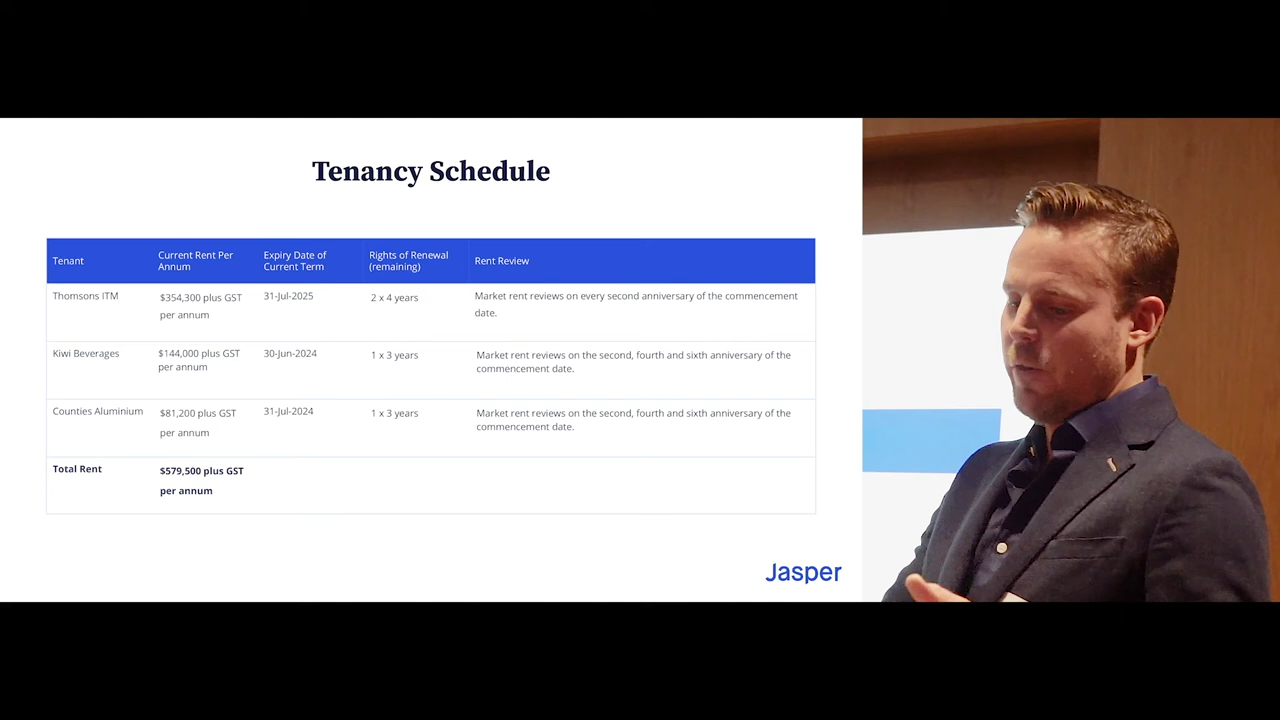 Tenancy Schedule
Tenant
Current Rent Per
Annum
Expiry Date of
Current Term
Rights of Renewal
(remaining)
Rent Review
Thomsons ITM
$354,300 plus GST
per annum
31-Jul-2025
2 x 4 years
Market rent reviews on every second anniversary of the commencement
date.
Kiwi Beverages
$144,000 plus GST
per annum
30-Jun-2024
1 x 3 years
Market rent reviews on the second, fourth and sixth anniversary of the
commencement date.
Counties Aluminium
$81,200 plus GST
per annum
31-Jul-2024
1 x 3 years
Market rent reviews on the second, fourth and sixth anniversary of the
commencement date.
Total Rent
$579,500 plus GST
per annum
Jasper